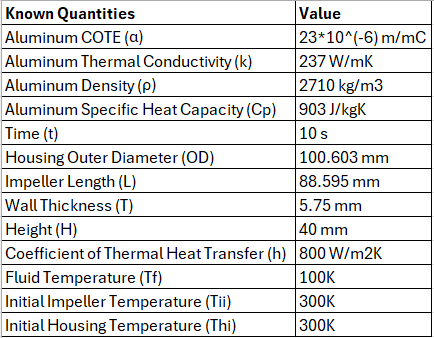 Known Quantities Value
Aluminum COTE (α) 23*10^(-6) m/mC
Aluminum Thermal Conductivity (k) 237 W/mK
Aluminum Density (ρ) 2710 kg/m3
Aluminum Specific Heat Capacity (Cp) 903 J/kgK
Time (t) 10 s
Housing Outer Diameter (OD) 100.603 mm
Impeller Length (L) 88.595 mm
Wall Thickness (T) 5.75 mm
Height (H) 40 mm
Coefficient of Thermal Heat Transfer (h) 800 W/m2K
Fluid Temperature (Tf) 100K
Initial Impeller Temperature (Tii) 300K
Initial Housing Temperature (Thi) 300K